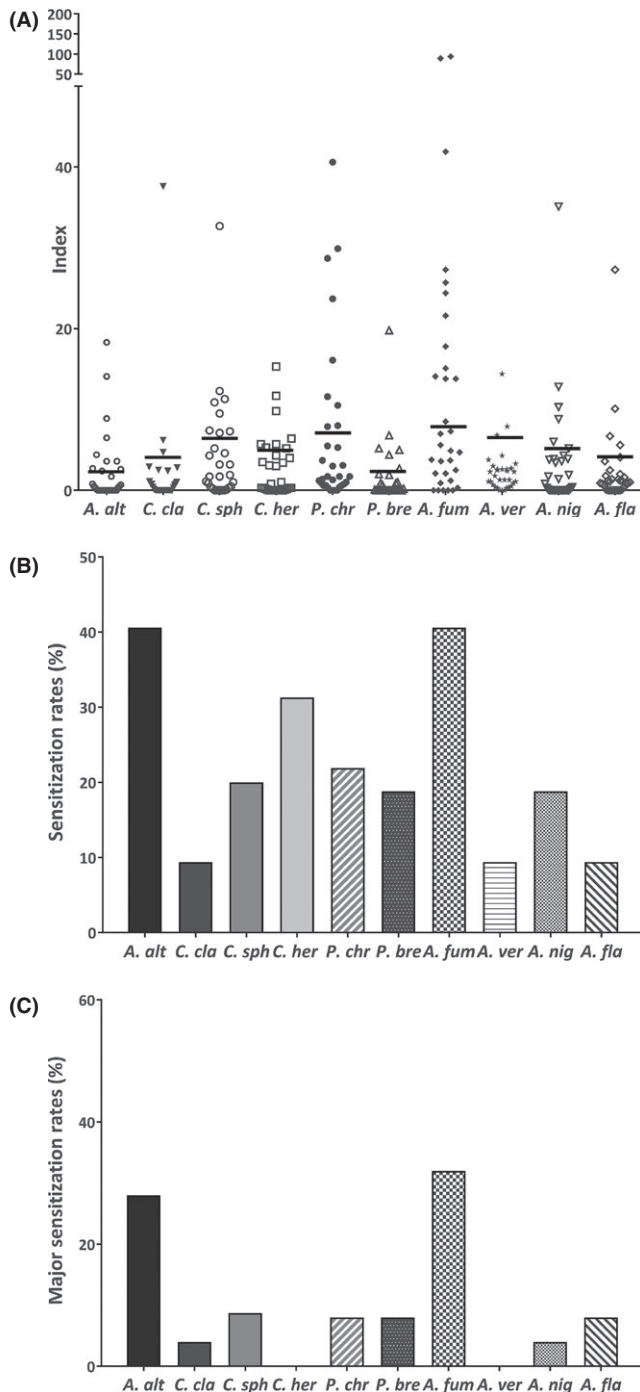 (A)
200
150
100
50
40
20
0
Index
A. alt C. cla C. sph C. her P. chr P. bre A. fum A. ver A. nig A. fla
(B)
50
40
30
20
10
0
Sensitization rates (%)
A. alt C. cla C. sph C. her P. chr P. bre A. fum A. ver A. nig A. fla
(C)
60
40
20
0
Major sensitization rates (%)
A. alt C. cla C. sph C. her P. chr P. bre A. fum A. ver A. nig A. fla